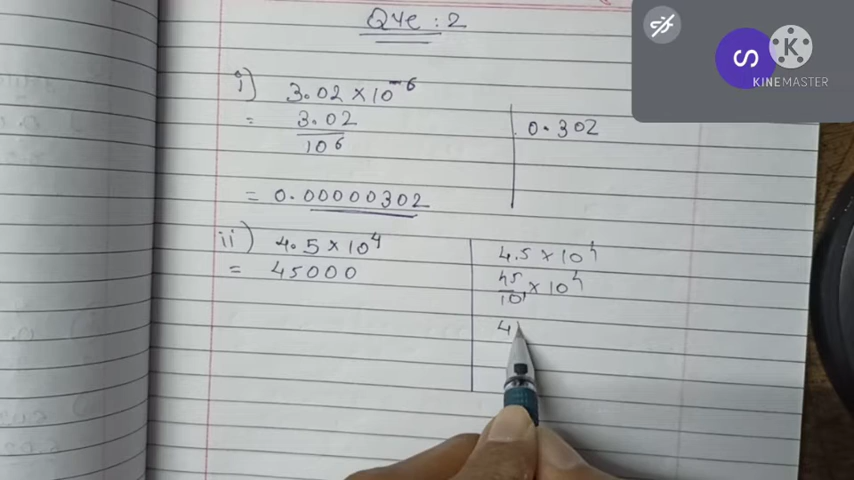 Que : 2
i) 3.02 × 10⁻⁶
= 3.02
10⁶
0.302
= 0.00000302
ii) 4.5 × 10⁴
= 45000
4.5 × 10⁴
45/10¹ × 10⁴
4
KINEMASTER